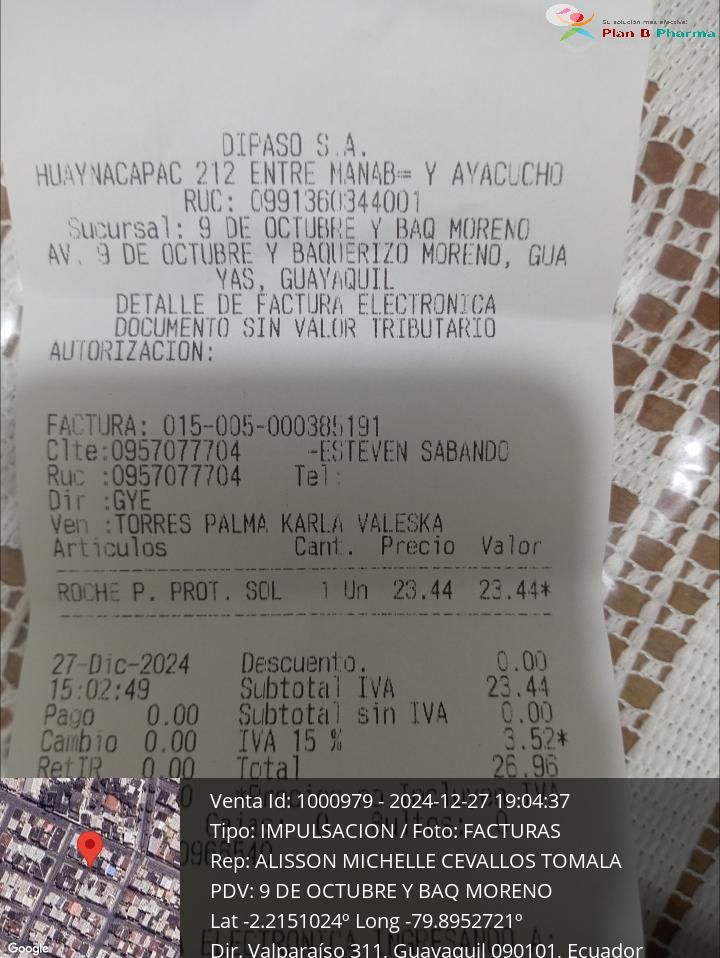 Su solución más efectiva!
Plan B Pharma
DIPASO S.A.
HUAYNACAPAC 212 ENTRE MANAB= Y AYACUCHO
RUC: 0991360344001
Sucursal: 9 DE OCTUBRE Y BAQ MORENO
AV. 9 DE OCTUBRE Y BAQUERIZO MORENO, GUA
YAS, GUAYAQUIL
DETALLE DE FACTURA ELECTRONICA
DOCUMENTO SIN VALOR TRIBUTARIO
AUTORIZACION:
FACTURA: 015-005-000385191
Clte:0957077704 -ESTEVEN SABANDO
Ruc :0957077704 Tel:
Dir :GYE
Ven :TORRES PALMA KARLA VALESKA
Articulos Cant. Precio Valor
ROCHE P. PROT. SOL 1 Un 23.44 23.44*
27-Dic-2024 Descuento. 0.00
15:02:49 Subtotal IVA 23.44
Pago 0.00 Subtotal sin IVA 0.00
Cambio 0.00 IVA 15 % 3.52*
RetIR 0.00 Total 26.96
Venta Id: 1000979 - 2024-12-27 19:04:37
Tipo: IMPULSACION / Foto: FACTURAS
Rep: ALISSON MICHELLE CEVALLOS TOMALA
PDV: 9 DE OCTUBRE Y BAQ MORENO
Lat -2.2151024º Long -79.8952721º
Dir. Valparaíso 311, Guayaquil 090101, Ecuador
Google